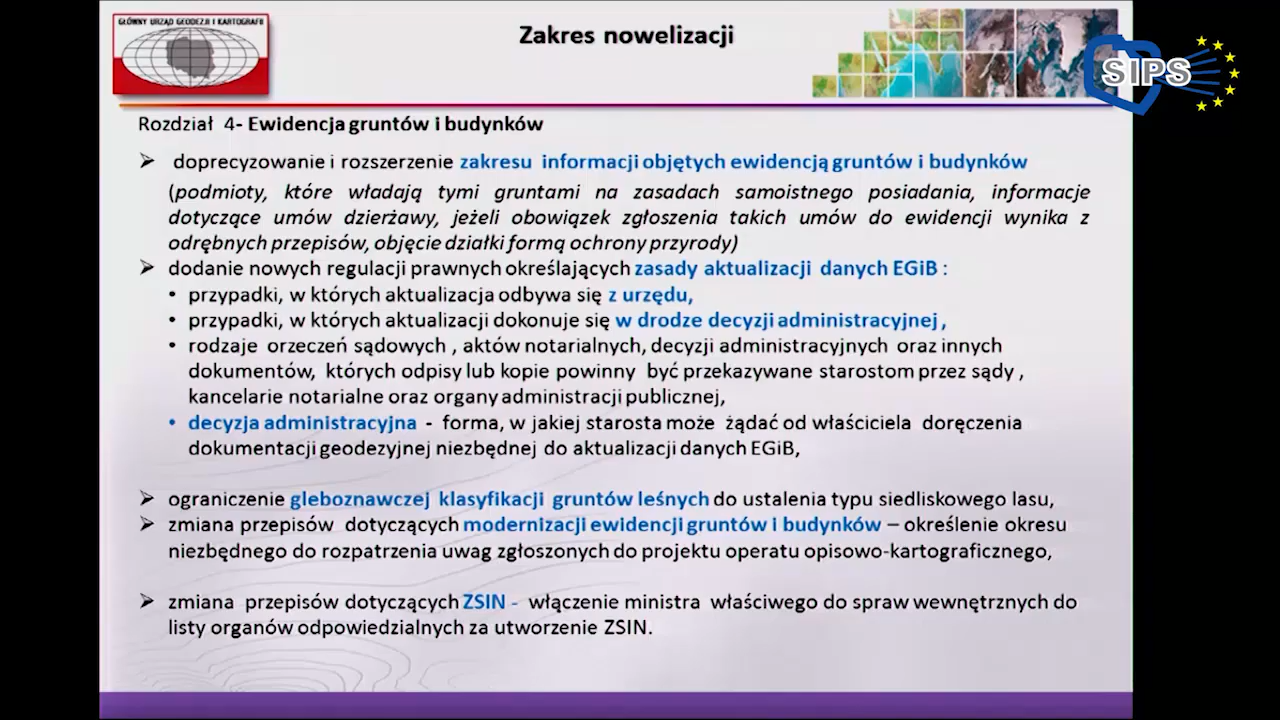 GŁÓWNY URZĄD GEODEZJI I KARTOGRAFII
Zakres nowelizacji
SIPS
Rozdział 4- Ewidencja gruntów i budynków
➢ doprecyzowanie i rozszerzenie zakresu informacji objętych ewidencją gruntów i budynków
(podmioty, które władają tymi gruntami na zasadach samoistnego posiadania, informacje
dotyczące umów dzierżawy, jeżeli obowiązek zgłoszenia takich umów do ewidencji wynika z
odrębnych przepisów, objęcie działki formą ochrony przyrody)
➢ dodanie nowych regulacji prawnych określających zasady aktualizacji danych EGiB :
• przypadki, w których aktualizacja odbywa się z urzędu,
• przypadki, w których aktualizacji dokonuje się w drodze decyzji administracyjnej ,
• rodzaje orzeczeń sądowych , aktów notarialnych, decyzji administracyjnych oraz innych
dokumentów, których odpisy lub kopie powinny być przekazywane starostom przez sądy ,
kancelarie notarialne oraz organy administracji publicznej,
• decyzja administracyjna - forma, w jakiej starosta może żądać od właściciela doręczenia
dokumentacji geodezyjnej niezbędnej do aktualizacji danych EGiB,
➢ ograniczenie gleboznawczej klasyfikacji gruntów leśnych do ustalenia typu siedliskowego lasu,
➢ zmiana przepisów dotyczących modernizacji ewidencji gruntów i budynków – określenie okresu
niezbędnego do rozpatrzenia uwag zgłoszonych do projektu operatu opisowo-kartograficznego,
➢ zmiana przepisów dotyczących ZSIN - włączenie ministra właściwego do spraw wewnętrznych do
listy organów odpowiedzialnych za utworzenie ZSIN.